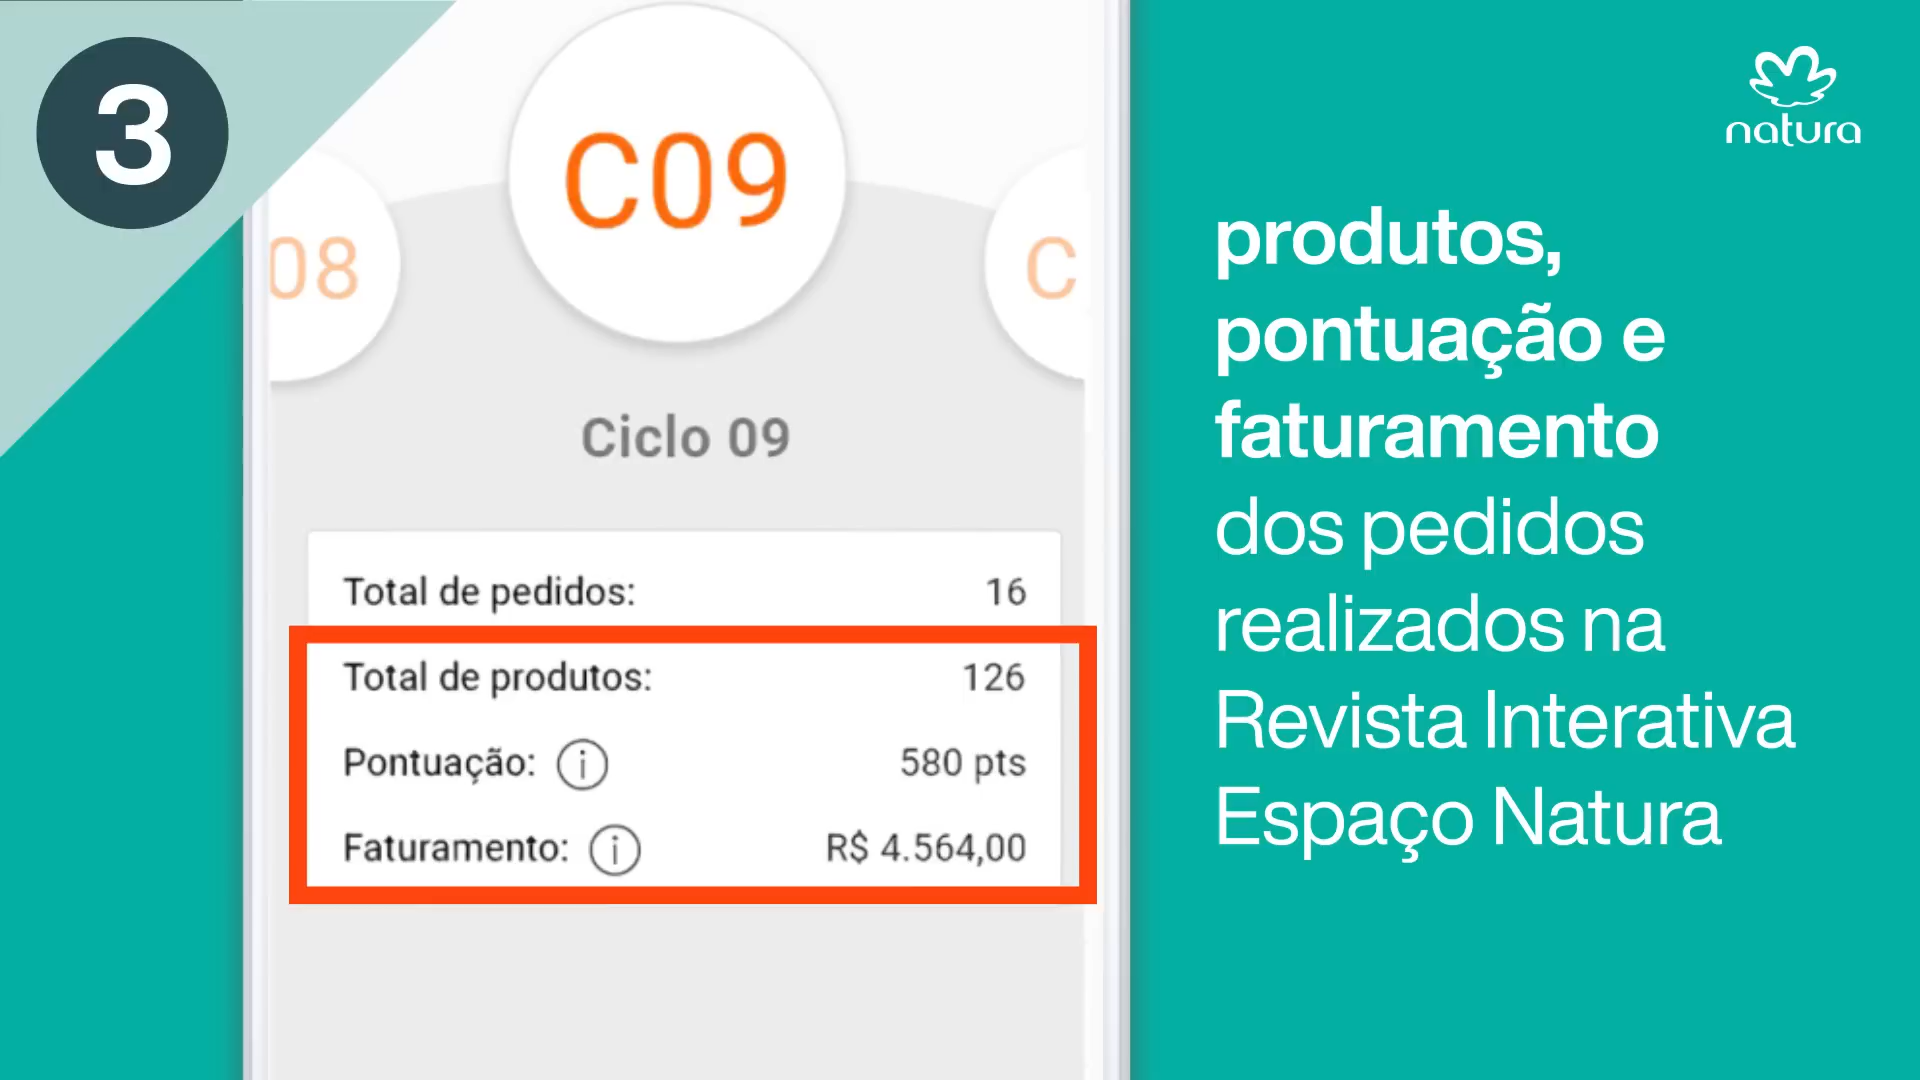 3
C09
08
C
Ciclo 09
Total de pedidos: 16
Total de produtos: 126
Pontuação: i 580 pts
Faturamento: i R$ 4.564,00
natura
produtos,
pontuação e
faturamento
dos pedidos
realizados na
Revista Interativa
Espaço Natura